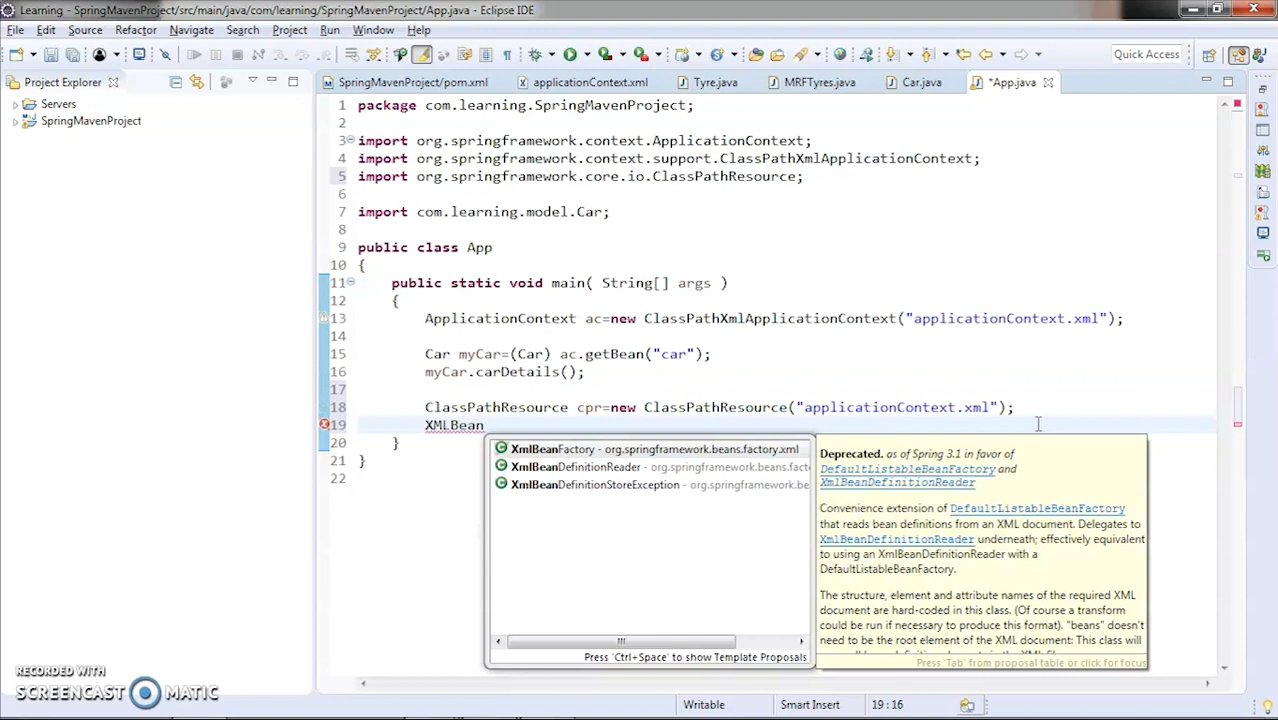 Learning - SpringMavenProject/src/main/java/com/learning/SpringMavenProject/App.java - Eclipse IDE
File Edit Source Refactor Navigate Search Project Run Window Help
Quick Access
Project Explorer
SpringMavenProject/pom.xml applicationContext.xml Tyre.java MRFTyres.java Car.java *App.java
Servers
SpringMavenProject
1 package com.learning.SpringMavenProject;
2
3 import org.springframework.context.ApplicationContext;
4 import org.springframework.context.support.ClassPathXmlApplicationContext;
5 import org.springframework.core.io.ClassPathResource;
6
7 import com.learning.model.Car;
8
9 public class App
10 {
11 public static void main( String[] args )
12 {
13 ApplicationContext ac=new ClassPathXmlApplicationContext("applicationContext.xml");
14
15 Car myCar=(Car) ac.getBean("car");
16 myCar.carDetails();
17
18 ClassPathResource cpr=new ClassPathResource("applicationContext.xml");
19 XMLBean
20 }
21 }
22
XmlBeanFactory - org.springframework.beans.factory.xml
XmlBeanDefinitionReader - org.springframework.beans.facto
XmlBeanDefinitionStoreException - org.springframework.be
Press 'Ctrl+Space' to show Template Proposals
Deprecated. as of Spring 3.1 in favor of
DefaultListableBeanFactory and
XmlBeanDefinitionReader
Convenience extension of DefaultListableBeanFactory
that reads bean definitions from an XML document. Delegates to
XmlBeanDefinitionReader underneath; effectively equivalent
to using an XmlBeanDefinitionReader with a
DefaultListableBeanFactory.
The structure, element and attribute names of the required XML
document are hard-coded in this class. (Of course a transform
could be run if necessary to produce this format). "beans" doesn't
need to be the root element of the XML document: This class will
Press 'Tab' from proposal table or click for focus
RECORDED WITH
SCREENCAST MATIC
Writable Smart Insert 19 : 16